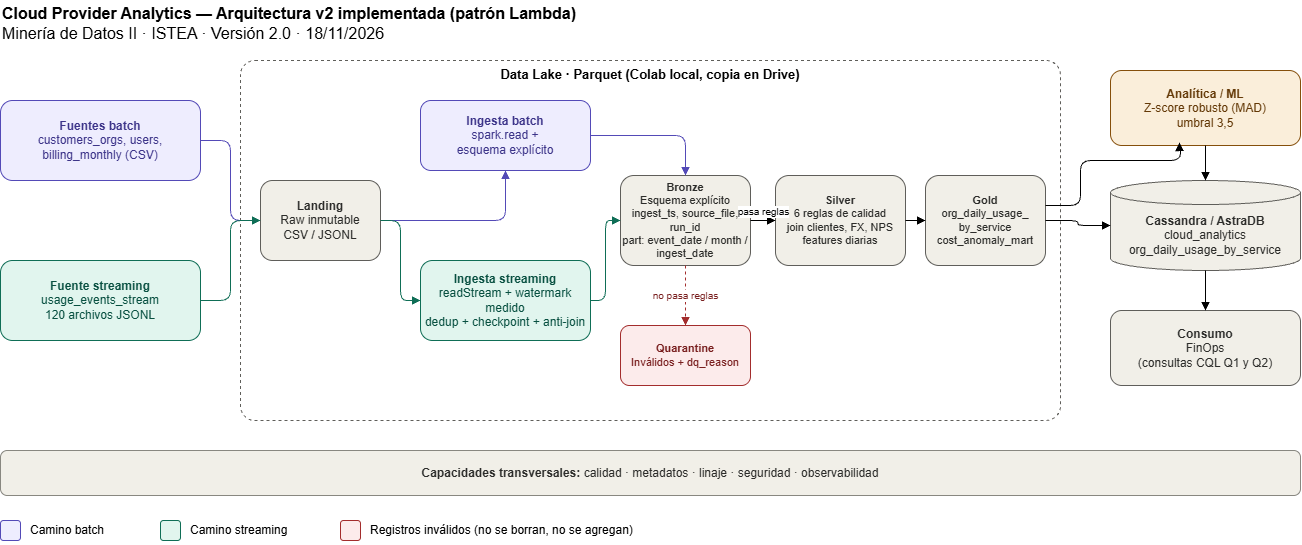 Cloud Provider Analytics — Arquitectura v2 implementada (patrón Lambda)
Minería de Datos II · ISTEA · Versión 2.0 · 18/11/2026
Data Lake · Parquet (Colab local, copia en Drive)
Fuentes batch
customers_orgs, users,
billing_monthly (CSV)
Fuente streaming
usage_events_stream
120 archivos JSONL
Landing
Raw inmutable
CSV / JSONL
Ingesta batch
spark.read +
esquema explícito
Ingesta streaming
readStream + watermark
medido
dedup + checkpoint + anti-join
Bronze
Esquema explícito
ingest_ts, source_file,
run_id
part: event_date / month /
ingest_date
pasa reglas
no pasa reglas
Quarantine
Inválidos + dq_reason
Silver
6 reglas de calidad
join clientes, FX, NPS
features diarias
Gold
org_daily_usage_
by_service
cost_anomaly_mart
Analítica / ML
Z-score robusto (MAD)
umbral 3,5
Cassandra / AstraDB
cloud_analytics
org_daily_usage_by_service
Consumo
FinOps
(consultas CQL Q1 y Q2)
Capacidades transversales: calidad · metadatos · linaje · seguridad · observabilidad
Camino batch
Camino streaming
Registros inválidos (no se borran, no se agregan)